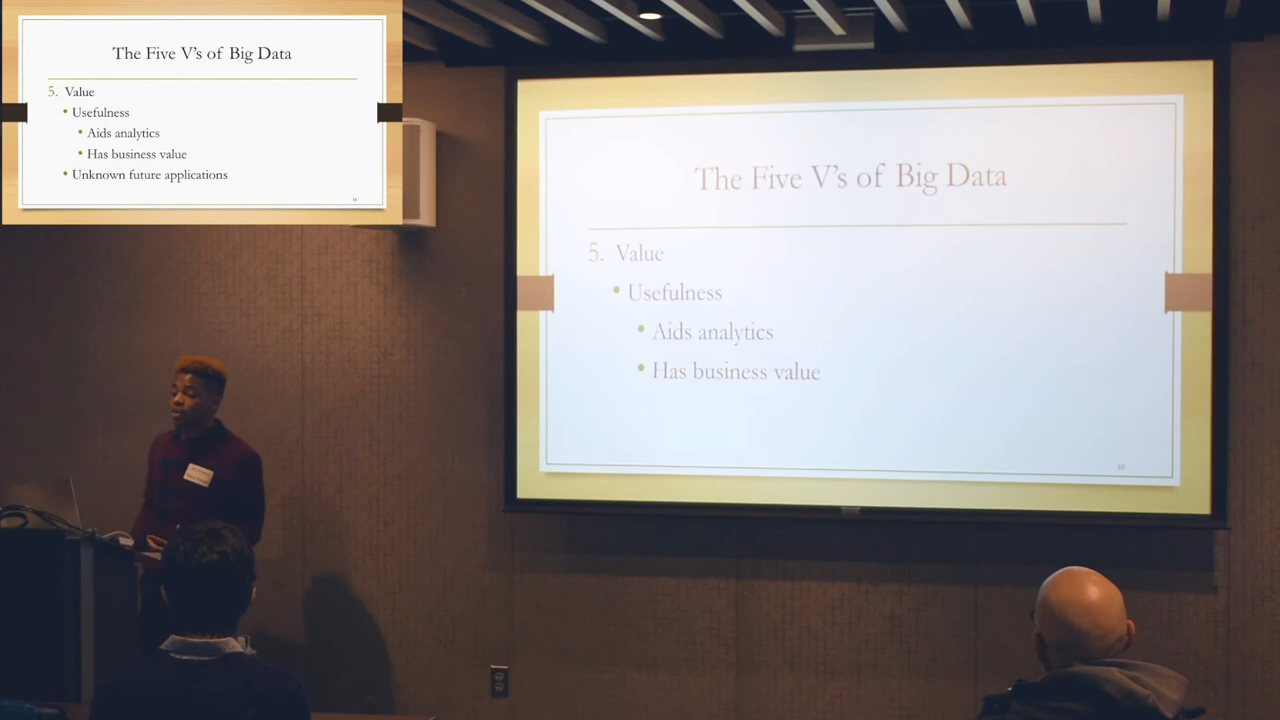 The Five V's of Big Data
5. Value
• Usefulness
• Aids analytics
• Has business value
• Unknown future applications
The Five V's of Big Data
5. Value
• Usefulness
• Aids analytics
• Has business value